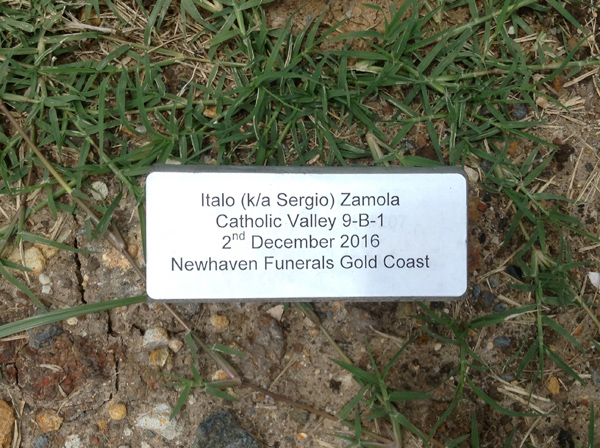 Italo (k/a Sergio) Zamola
Catholic Valley 9-B-1
2nd December 2016
Newhaven Funerals Gold Coast